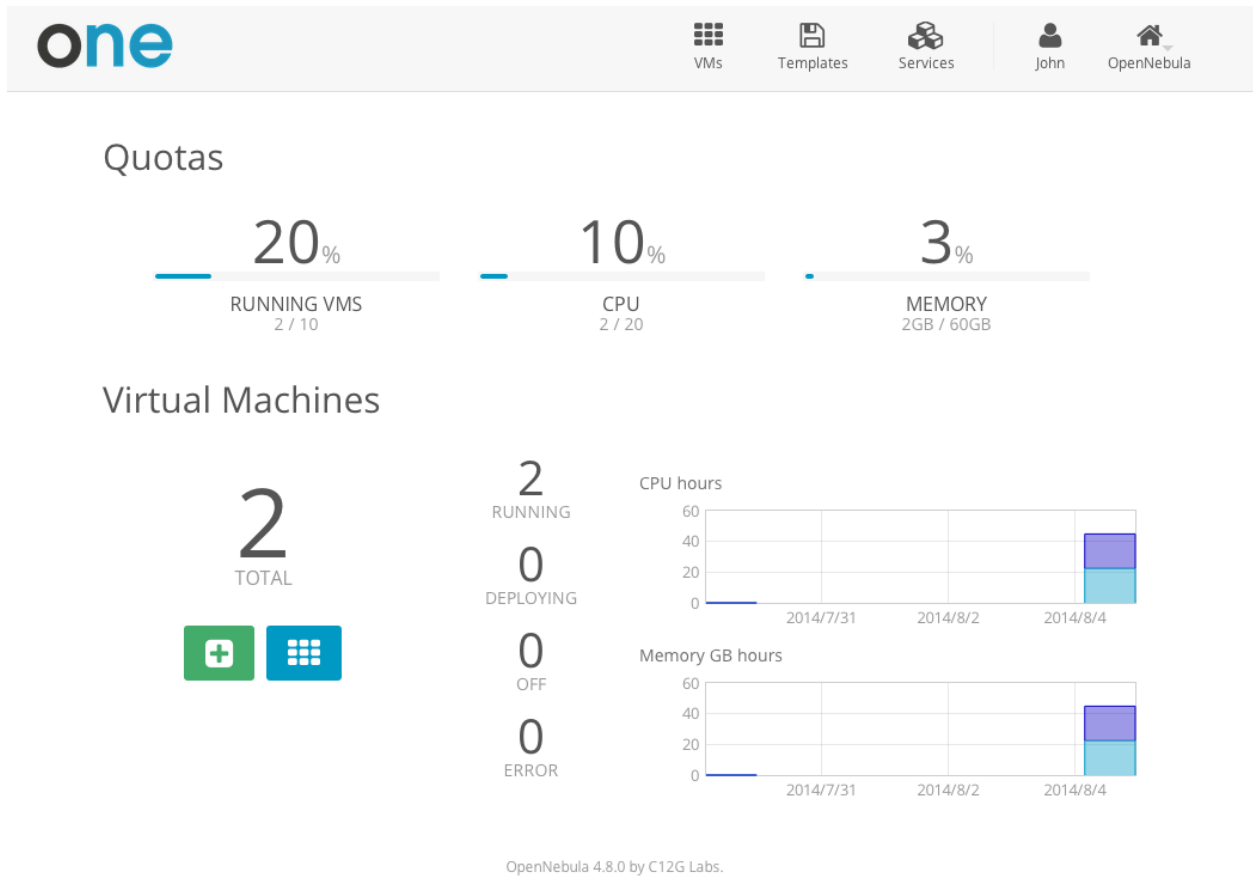 one
VMs
Templates
Services
John
OpenNebula
Quotas
20%
10%
3%
RUNNING VMS
CPU
MEMORY
2 / 10
2 / 20
2GB / 60GB
Virtual Machines
2
TOTAL
2
RUNNING
0
DEPLOYING
0
OFF
0
ERROR
CPU hours
60
40
20
0
2014/7/31
2014/8/2
2014/8/4
Memory GB hours
60
40
20
0
2014/7/31
2014/8/2
2014/8/4
OpenNebula 4.8.0 by C12G Labs.